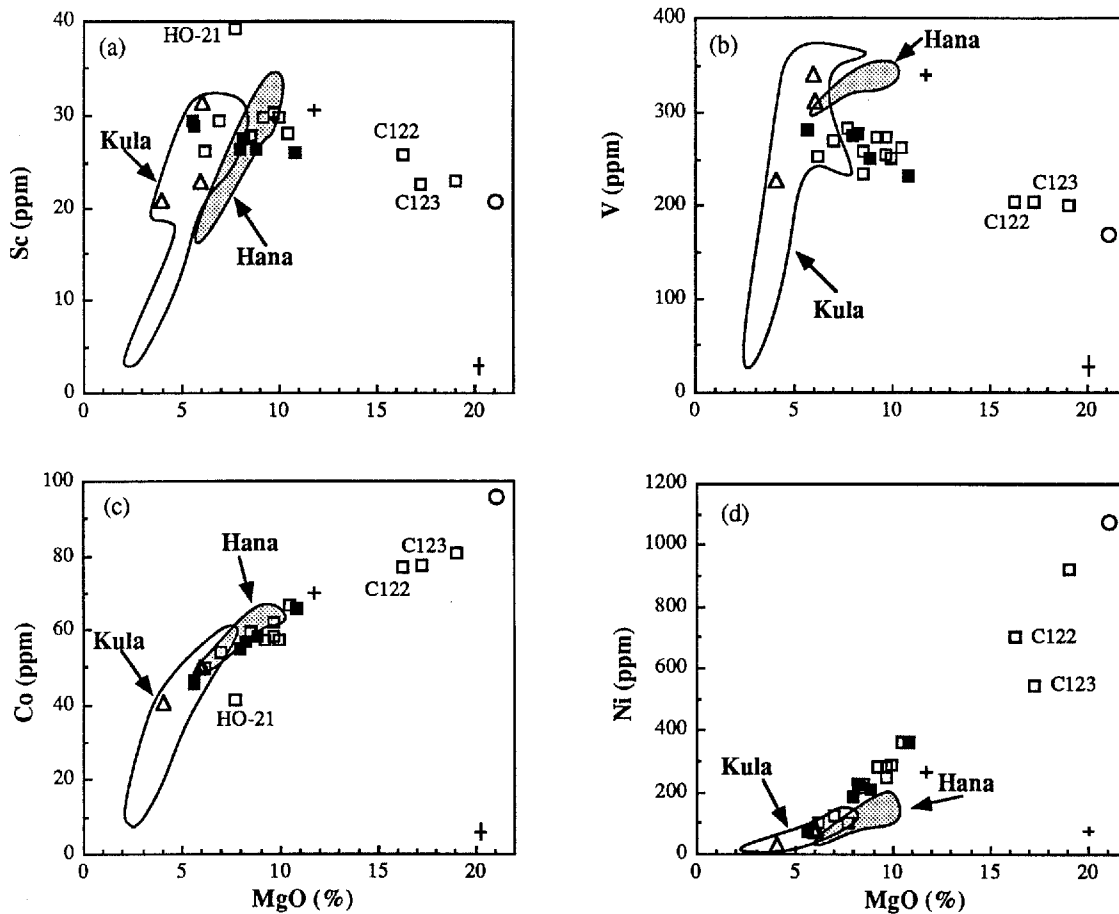 (a)
HO-21
Kula
Hana
C122
C123
Sc (ppm)
40
30
20
10
0
0 5 10 15 20
(b)
Hana
Kula
C123
C122
V (ppm)
400
300
200
100
0
0 5 10 15 20
(c)
Hana
Kula
HO-21
C123
C122
Co (ppm)
100
80
60
40
20
0
0 5 10 15 20
MgO (%)
(d)
C122
C123
Kula
Hana
Ni (ppm)
1200
1000
800
600
400
200
0
0 5 10 15 20
MgO (%)